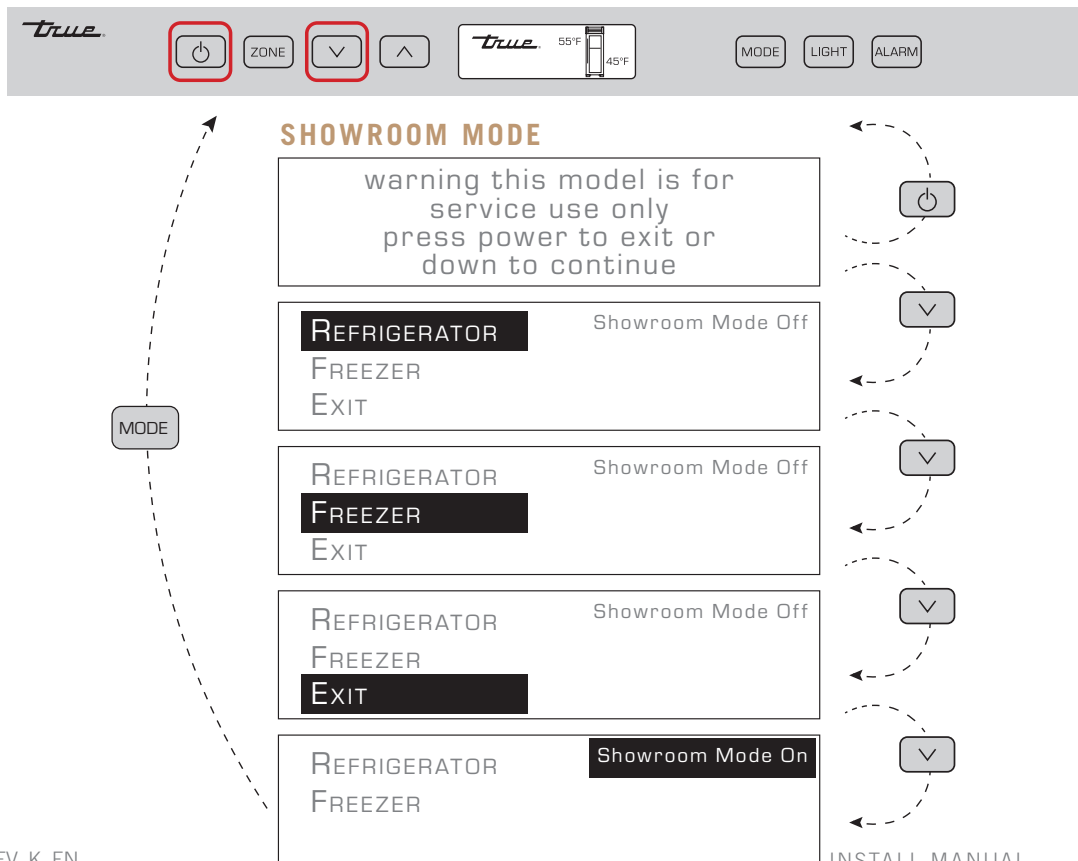 True.
ZONE
True. 55°F
45°F
MODE LIGHT ALARM
SHOWROOM MODE
warning this model is for
service use only
press power to exit or
down to continue
REFRIGERATOR Showroom Mode Off
FREEZER
EXIT
REFRIGERATOR Showroom Mode Off
FREEZER
EXIT
MODE
REFRIGERATOR Showroom Mode Off
FREEZER
EXIT
REFRIGERATOR Showroom Mode On
FREEZER
K EN
INSTALL MANUAL